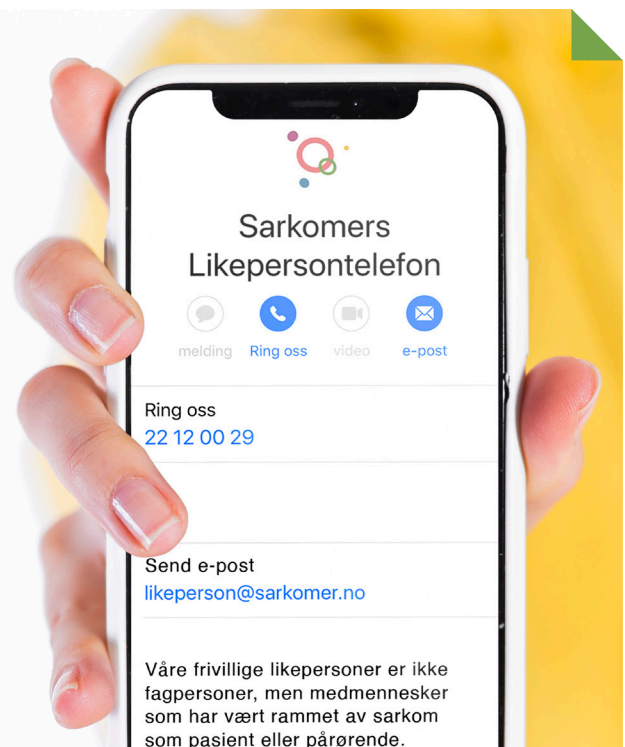 Sarkomers
Likepersontelefon
melding Ring oss video e-post
Ring oss
22 12 00 29
Send e-post
likeperson@sarkomer.no
Våre frivillige likepersoner er ikke
fagpersoner, men medmennesker
som har vært rammet av sarkom
som pasient eller pårørende.